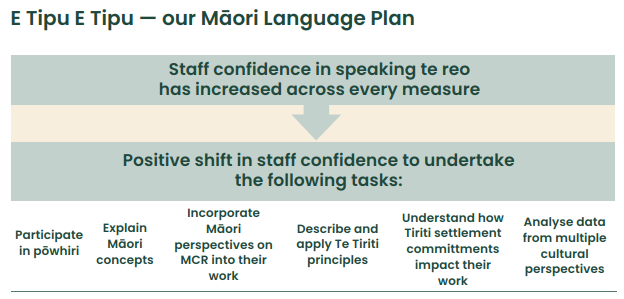 E Tipu E Tipu — our Māori Language Plan
Staff confidence in speaking te reo
has increased across every measure
Positive shift in staff confidence to undertake
the following tasks:
Participate
in pōwhiri
Explain
Māori
concepts
Incorporate
Māori
perspectives on
MCR into their
work
Describe and
apply Te Tiriti
principles
Understand how
Tiriti settlement
committments
impact their
work
Analyse data
from multiple
cultural
perspectives